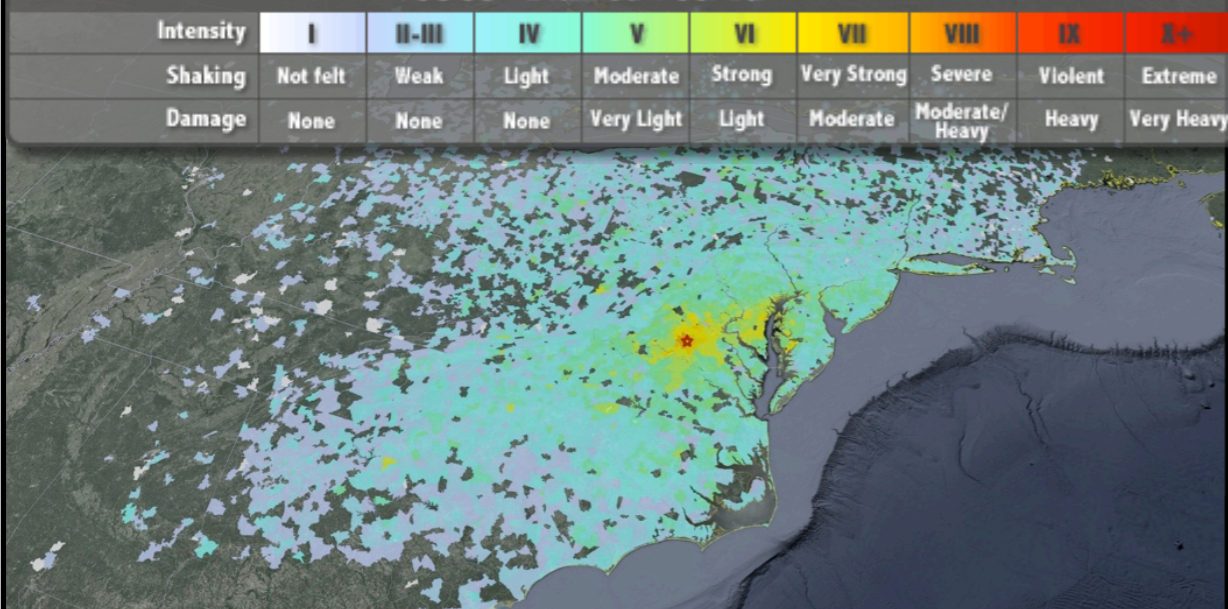 Intensity I II-III IV V VI VII VIII IX X+
Shaking Not felt Weak Light Moderate Strong Very Strong Severe Violent Extreme
Damage None None None Very Light Light Moderate Moderate/ Heavy Heavy Very Heavy